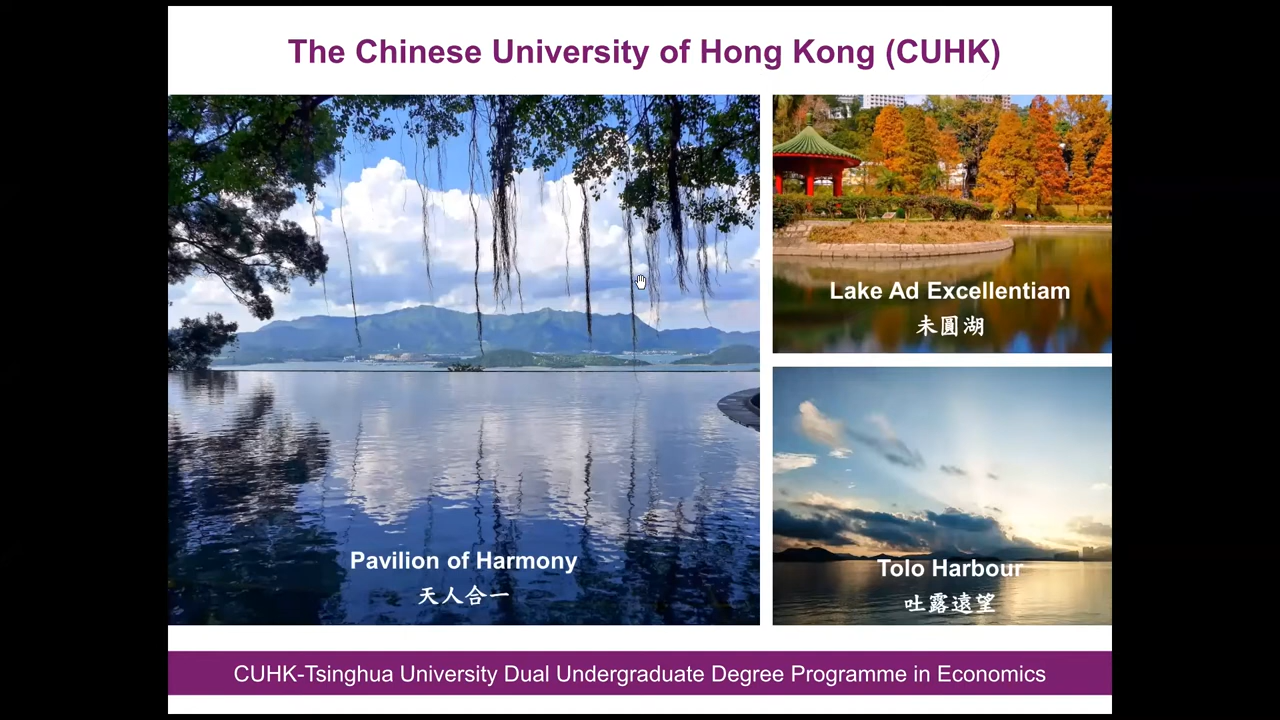 The Chinese University of Hong Kong (CUHK)
Pavilion of Harmony
天人合一
Lake Ad Excellentiam
未圓湖
Tolo Harbour
吐露遠望
CUHK-Tsinghua University Dual Undergraduate Degree Programme in Economics